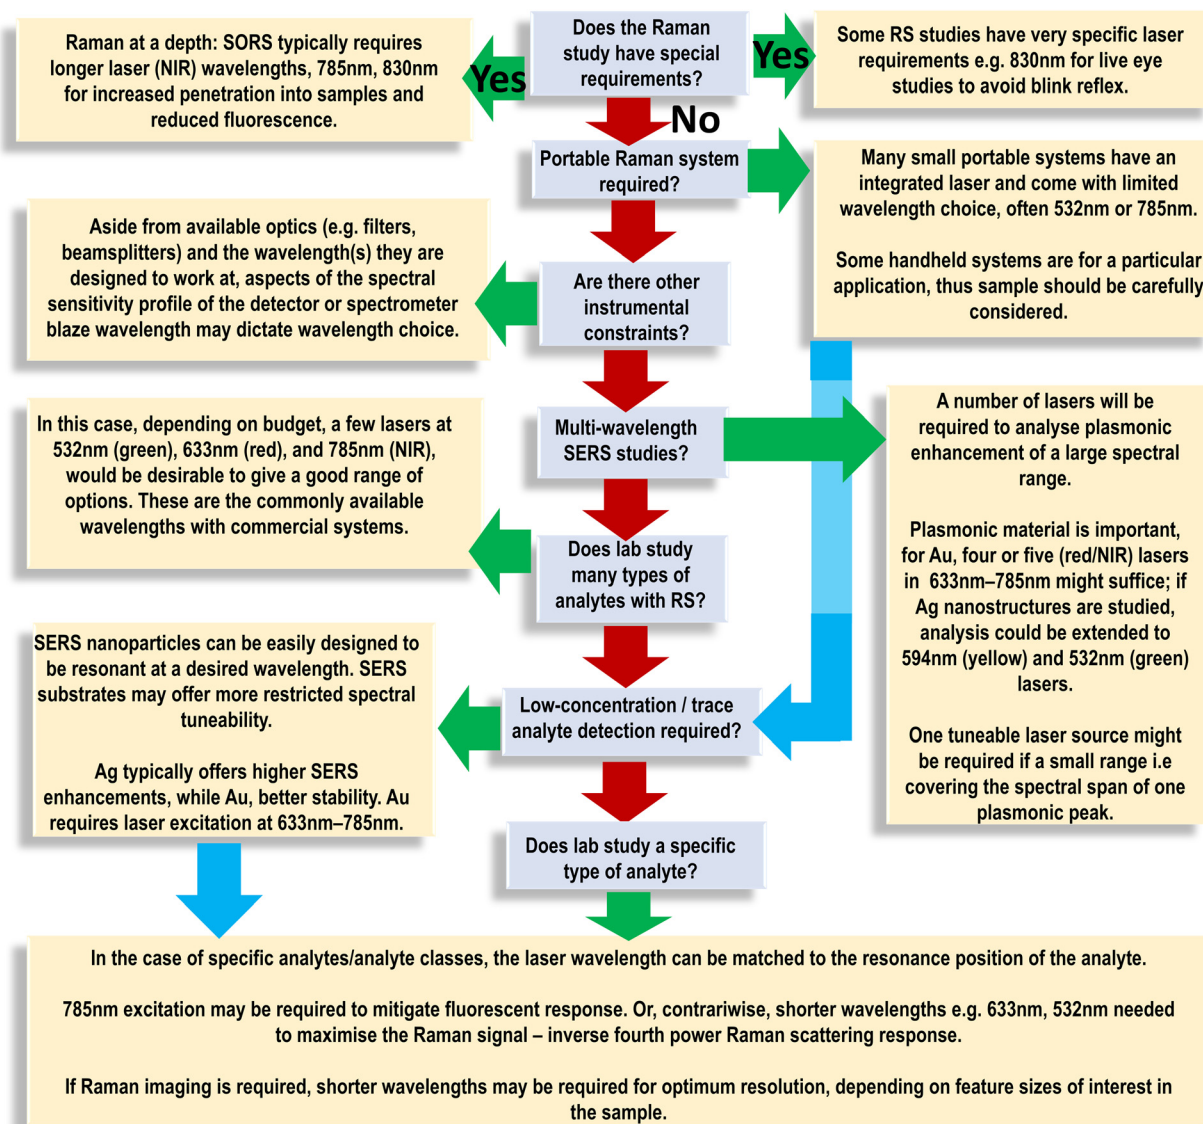 Does the Raman
study have special
requirements?
Yes
Yes
No
Raman at a depth: SORS typically requires
longer laser (NIR) wavelengths, 785nm, 830nm
for increased penetration into samples and
reduced fluorescence.
Some RS studies have very specific laser
requirements e.g. 830nm for live eye
studies to avoid blink reflex.
Portable Raman system
required?
Many small portable systems have an
integrated laser and come with limited
wavelength choice, often 532nm or 785nm.
Some handheld systems are for a particular
application, thus sample should be carefully
considered.
Are there other
instrumental
constraints?
Aside from available optics (e.g. filters,
beamsplitters) and the wavelength(s) they are
designed to work at, aspects of the spectral
sensitivity profile of the detector or spectrometer
blaze wavelength may dictate wavelength choice.
Multi-wavelength
SERS studies?
A number of lasers will be
required to analyse plasmonic
enhancement of a large spectral
range.
Plasmonic material is important,
for Au, four or five (red/NIR) lasers
in 633nm–785nm might suffice; if
Ag nanostructures are studied,
analysis could be extended to
594nm (yellow) and 532nm (green)
lasers.
One tuneable laser source might
be required if a small range i.e
covering the spectral span of one
plasmonic peak.
Does lab study
many types of
analytes with RS?
In this case, depending on budget, a few lasers at
532nm (green), 633nm (red), and 785nm (NIR),
would be desirable to give a good range of
options. These are the commonly available
wavelengths with commercial systems.
Low-concentration / trace
analyte detection required?
SERS nanoparticles can be easily designed to
be resonant at a desired wavelength. SERS
substrates may offer more restricted spectral
tuneability.
Ag typically offers higher SERS
enhancements, while Au, better stability. Au
requires laser excitation at 633nm–785nm.
Does lab study a specific
type of analyte?
In the case of specific analytes/analyte classes, the laser wavelength can be matched to the resonance position of the analyte.
785nm excitation may be required to mitigate fluorescent response. Or, contrariwise, shorter wavelengths e.g. 633nm, 532nm needed
to maximise the Raman signal – inverse fourth power Raman scattering response.
If Raman imaging is required, shorter wavelengths may be required for optimum resolution, depending on feature sizes of interest in
the sample.